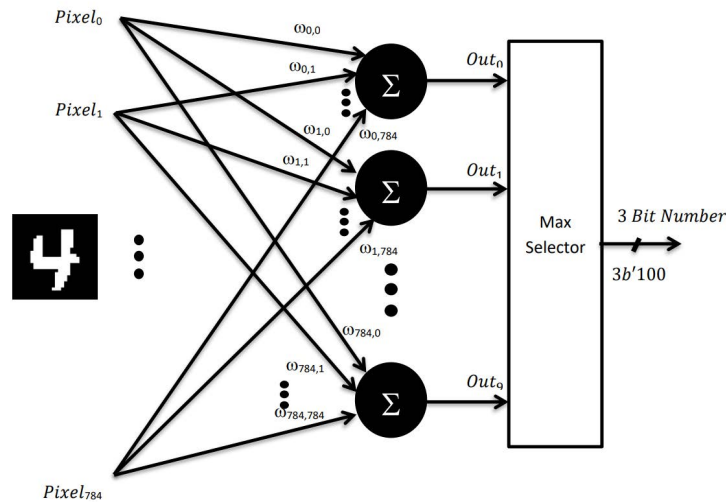 Pixel₀
ω₀,₀
ω₀,₁
Σ
Out₀
Pixel₁
ω₀,₇₈₄
ω₁,₀
ω₁,₁
Σ
Out₁
ω₁,₇₈₄
Max
Selector
3 Bit Number
3b′100
ω₇₈₄,₀
ω₇₈₄,₁
Σ
Out₉
ω₇₈₄,₇₈₄
Pixel₇₈₄
4